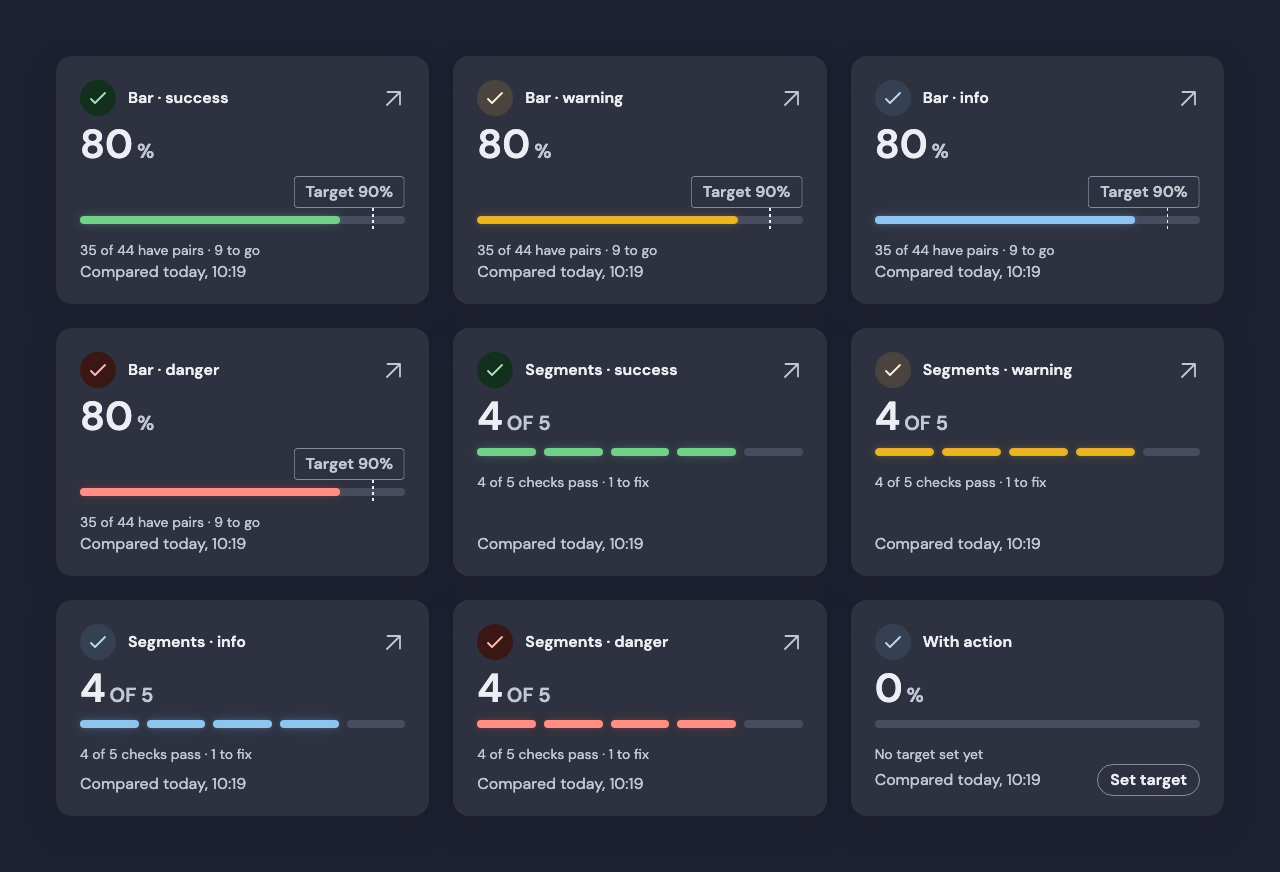 Bar · success
80 %
Target 90%
35 of 44 have pairs · 9 to go
Compared today, 10:19
Bar · warning
80 %
Target 90%
35 of 44 have pairs · 9 to go
Compared today, 10:19
Bar · info
80 %
Target 90%
35 of 44 have pairs · 9 to go
Compared today, 10:19
Bar · danger
80 %
Target 90%
35 of 44 have pairs · 9 to go
Compared today, 10:19
Segments · success
4 OF 5
4 of 5 checks pass · 1 to fix
Compared today, 10:19
Segments · warning
4 OF 5
4 of 5 checks pass · 1 to fix
Compared today, 10:19
Segments · info
4 OF 5
4 of 5 checks pass · 1 to fix
Compared today, 10:19
Segments · danger
4 OF 5
4 of 5 checks pass · 1 to fix
Compared today, 10:19
With action
0 %
No target set yet
Compared today, 10:19
Set target